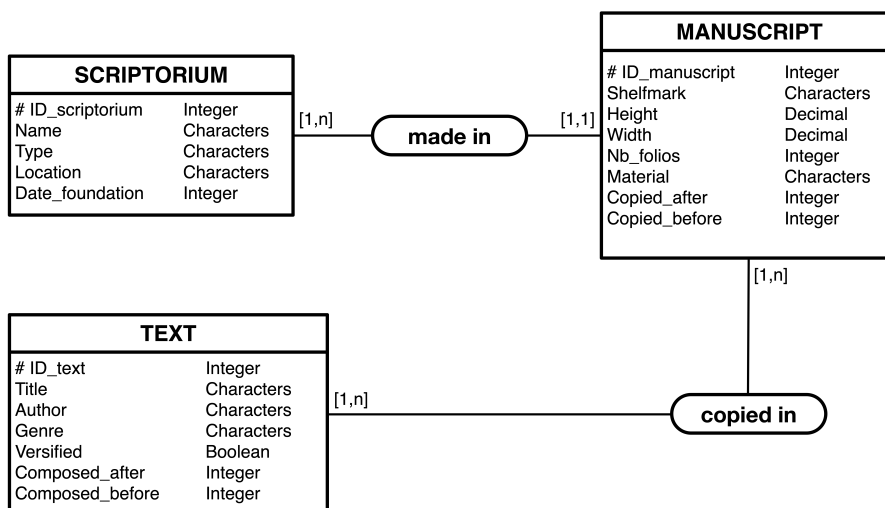 SCRIPTORIUM
# ID_scriptorium Integer
Name Characters
Type Characters
Location Characters
Date_foundation Integer
[1,n]
made in
[1,1]
MANUSCRIPT
# ID_manuscript Integer
Shelfmark Characters
Height Decimal
Width Decimal
Nb_folios Integer
Material Characters
Copied_after Integer
Copied_before Integer
[1,n]
TEXT
# ID_text Integer
Title Characters
Author Characters
Genre Characters
Versified Boolean
Composed_after Integer
Composed_before Integer
[1,n]
copied in